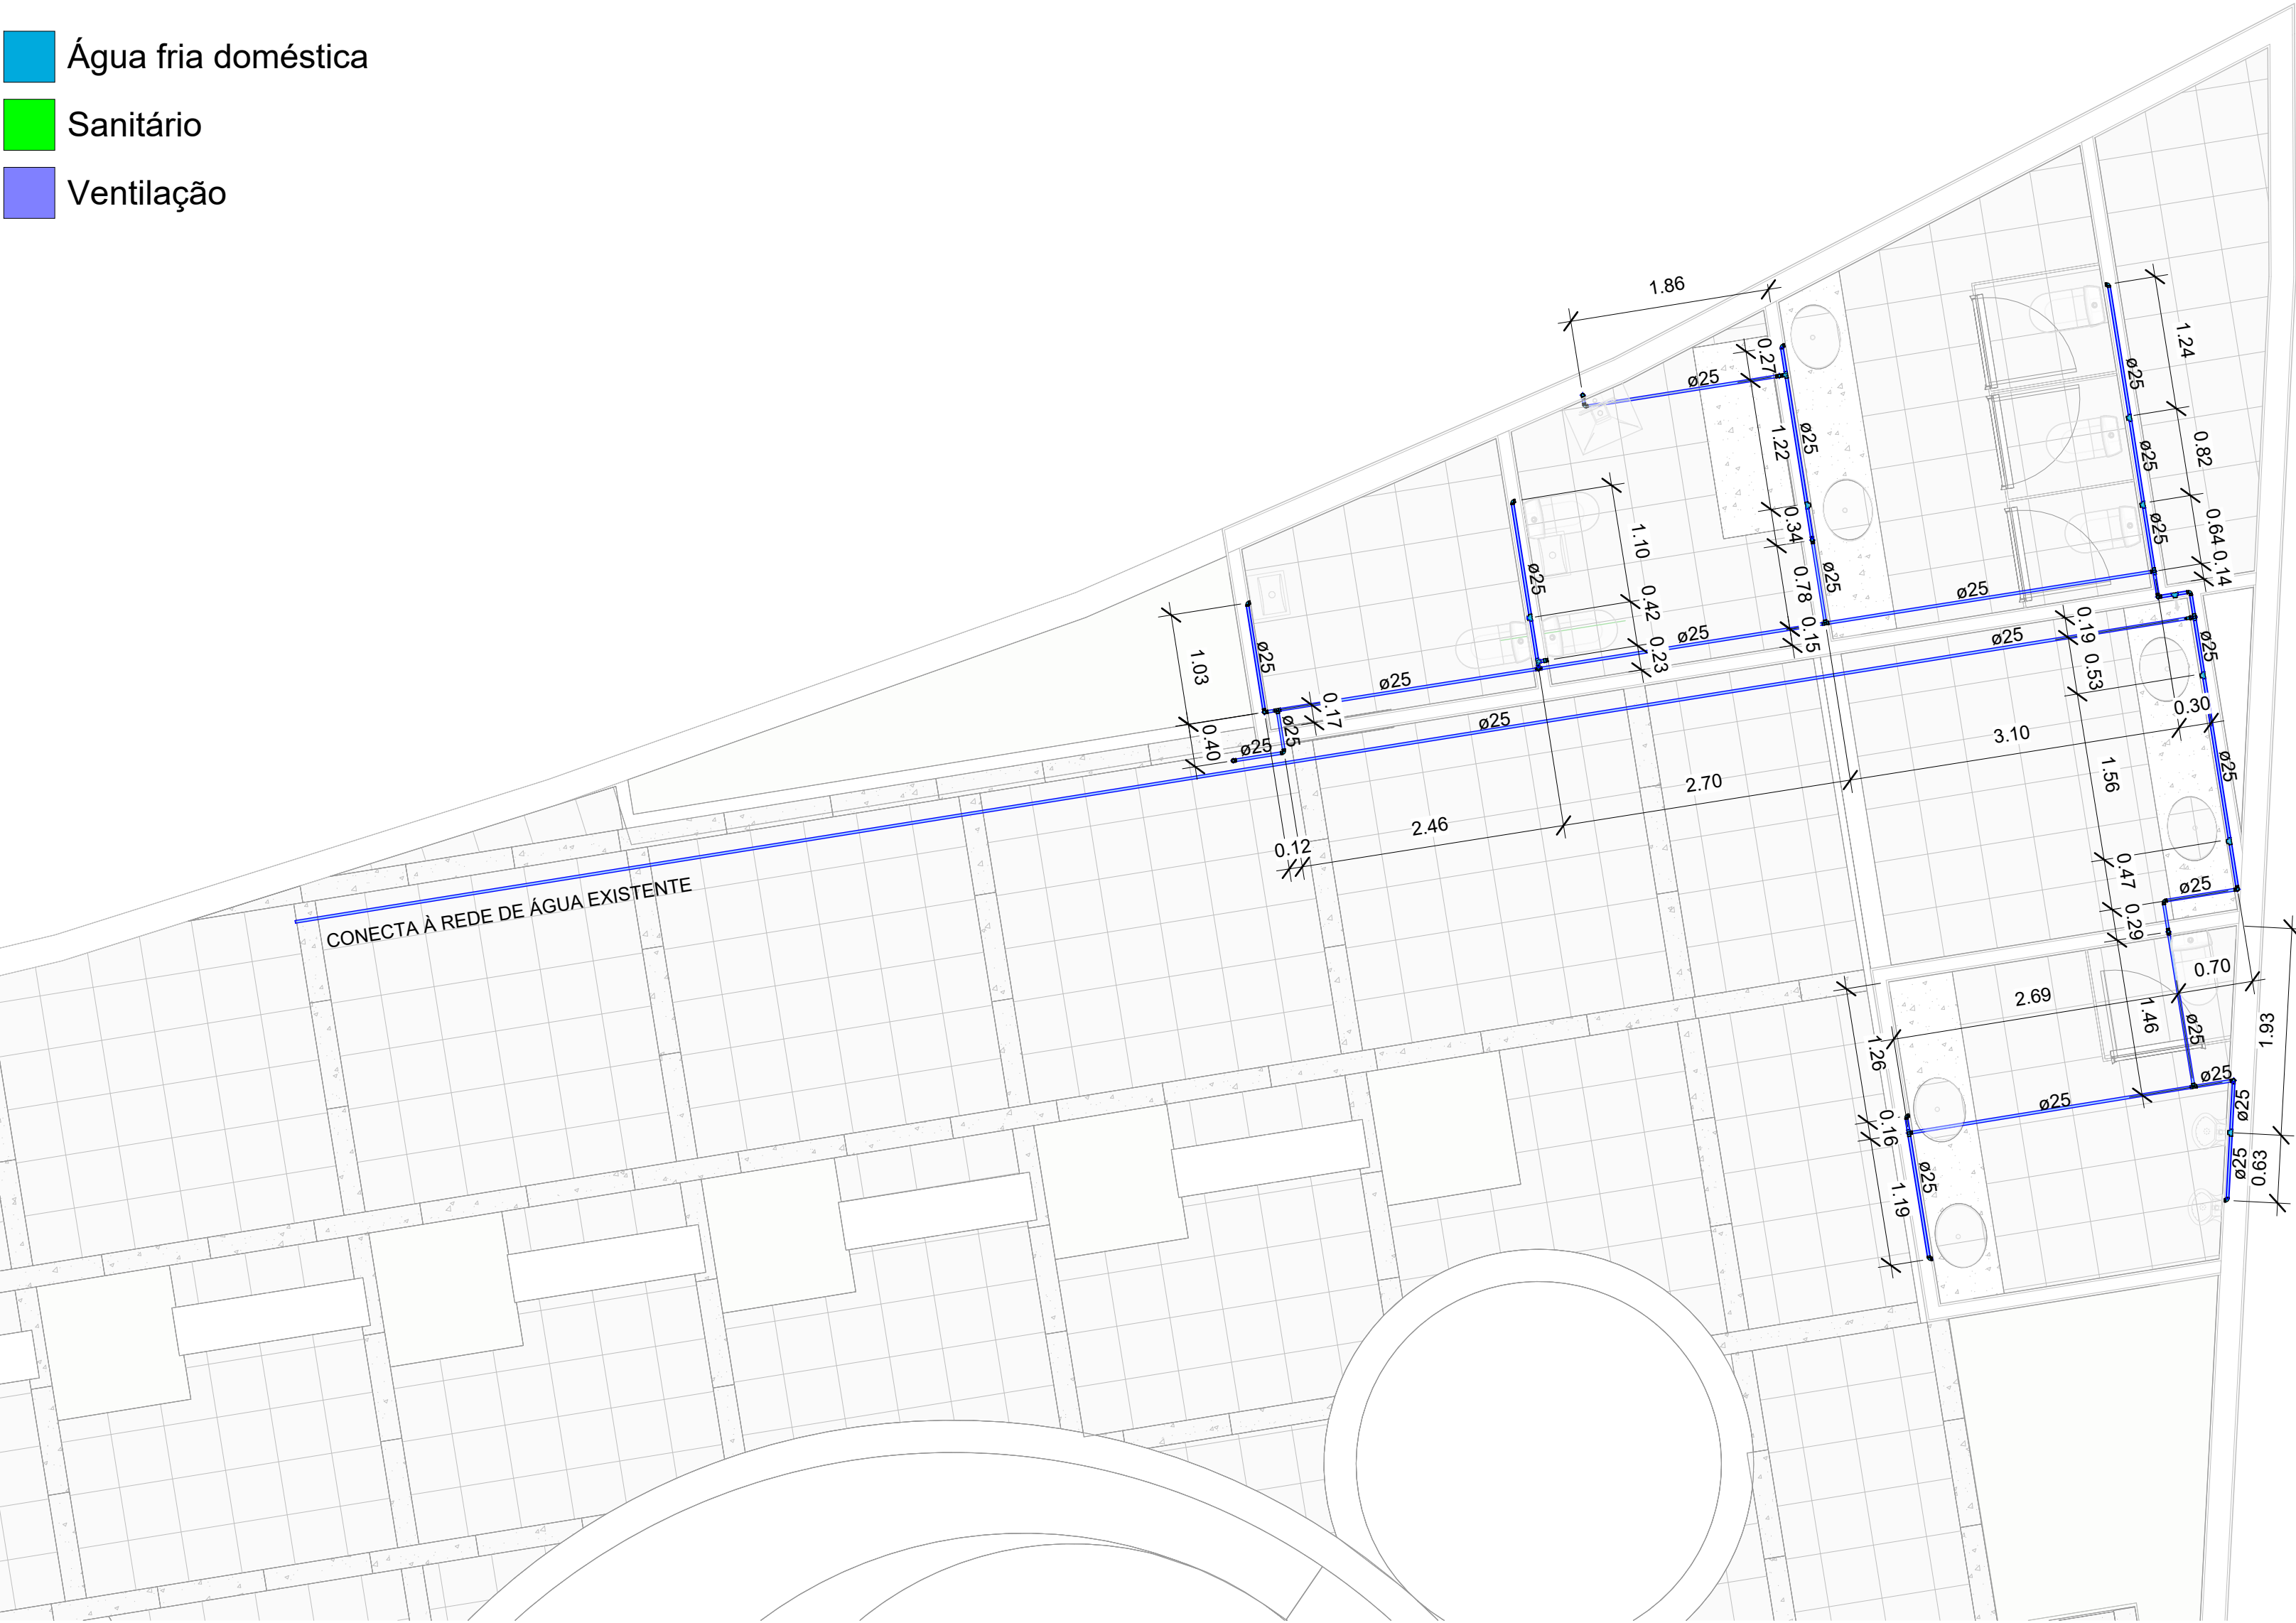 Água fria doméstica
Sanitário
Ventilação
1.86
0.27
ø25
1.22
ø25
0.34
0.78
ø25
0.15
1.24
ø25
0.82
ø25
0.64
ø25
0.14
ø25
1.10
ø25
0.42
0.23
ø25
1.03
ø25
ø25
0.17
0.40
ø25
ø25
ø25
ø25
0.19
0.53
ø25
0.30
3.10
2.70
2.46
0.12
1.56
ø25
0.47
ø25
0.29
0.70
2.69
1.46
ø25
1.93
ø25
ø25
ø25
ø25
0.63
1.26
0.16
ø25
1.19
CONECTA À REDE DE ÁGUA EXISTENTE